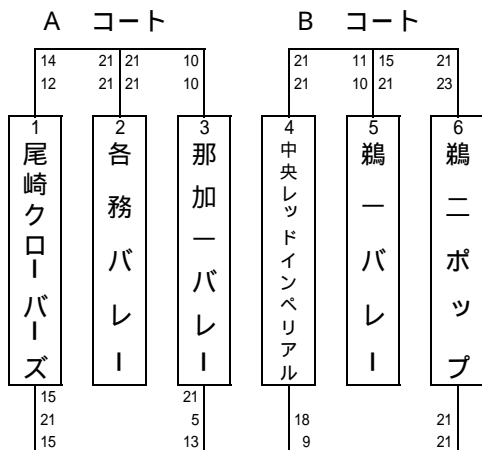 A コート B コート
14 21 21 10 21 11 15 21
12 21 21 10 21 10 21 23
1 2 3 4 5 6
尾崎クローバーズ
各務バレー
那加一バレー
中央レッドインペリアル
鵜一バレー
鵜二ポップ
15 21
21 5 18 21
15 13 9 21